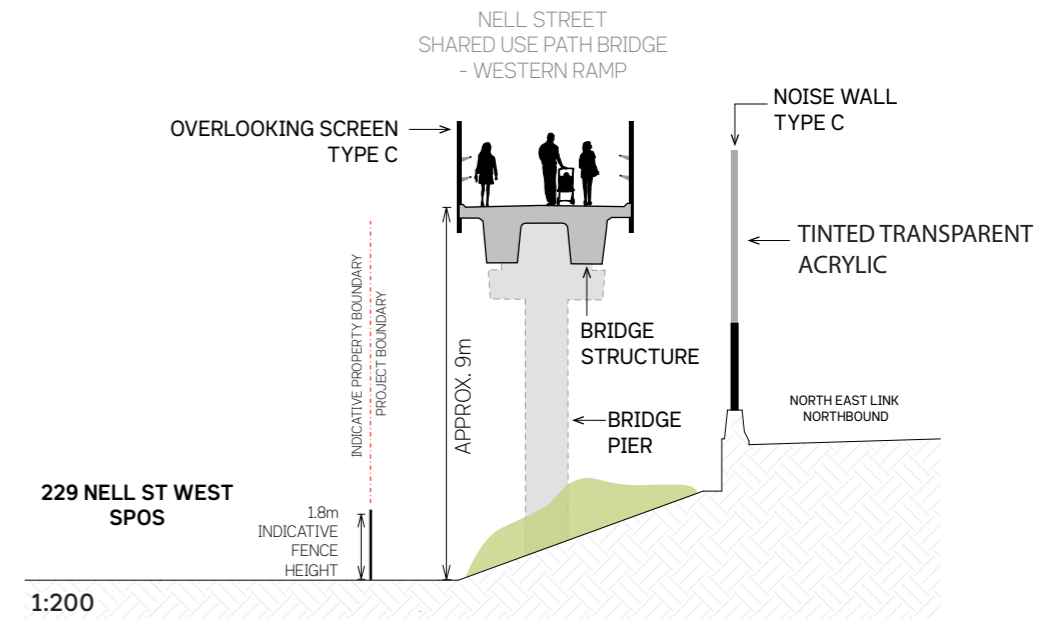 NELL STREET
SHARED USE PATH BRIDGE
- WESTERN RAMP
OVERLOOKING SCREEN
TYPE C
NOISE WALL
TYPE C
TINTED TRANSPARENT
ACRYLIC
INDICATIVE PROPERTY BOUNDARY
PROJECT BOUNDARY
APPROX. 9m
BRIDGE
STRUCTURE
BRIDGE
PIER
NORTH EAST LINK
NORTHBOUND
229 NELL ST WEST
SPOS
1.8m
INDICATIVE
FENCE
HEIGHT
1:200